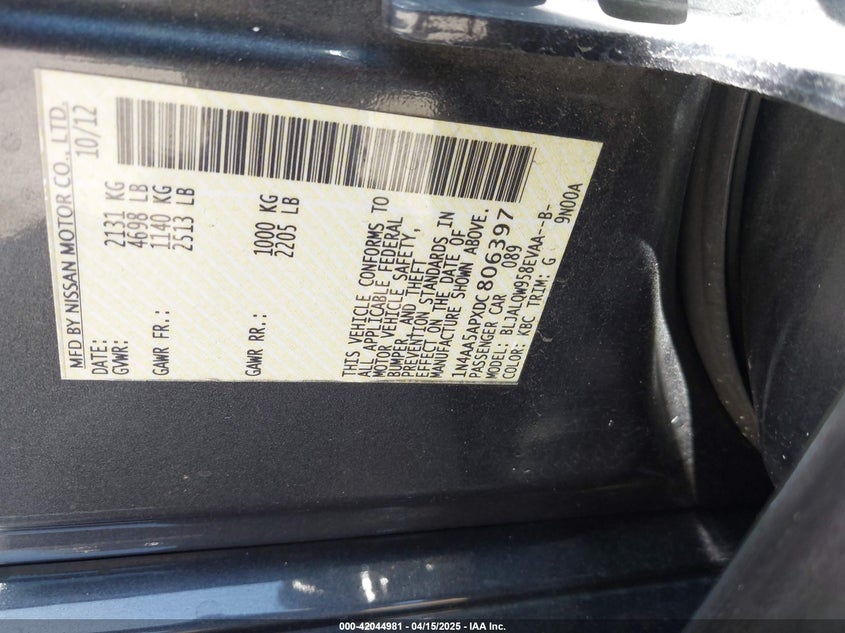 MFD BY NISSAN MOTOR CO., LTD.
DATE: 10/12
GVWR: 2131 KG
4698 LB
GAWR FR.: 1140 KG
2513 LB
GAWR RR.: 1000 KG
2205 LB
THIS VEHICLE CONFORMS TO
ALL APPLICABLE FEDERAL
MOTOR VEHICLE SAFETY,
BUMPER, AND THEFT
PREVENTION STANDARDS IN
EFFECT ON THE DATE OF
MANUFACTURE SHOWN ABOVE.
1N4AA5APXDC806397
PASSENGER CAR 089
MODEL: BLJALQW958EVAA--B-
COLOR: KBC TRIM: G 9N00A
000-42044981 - 04/15/2025 - IAA Inc.